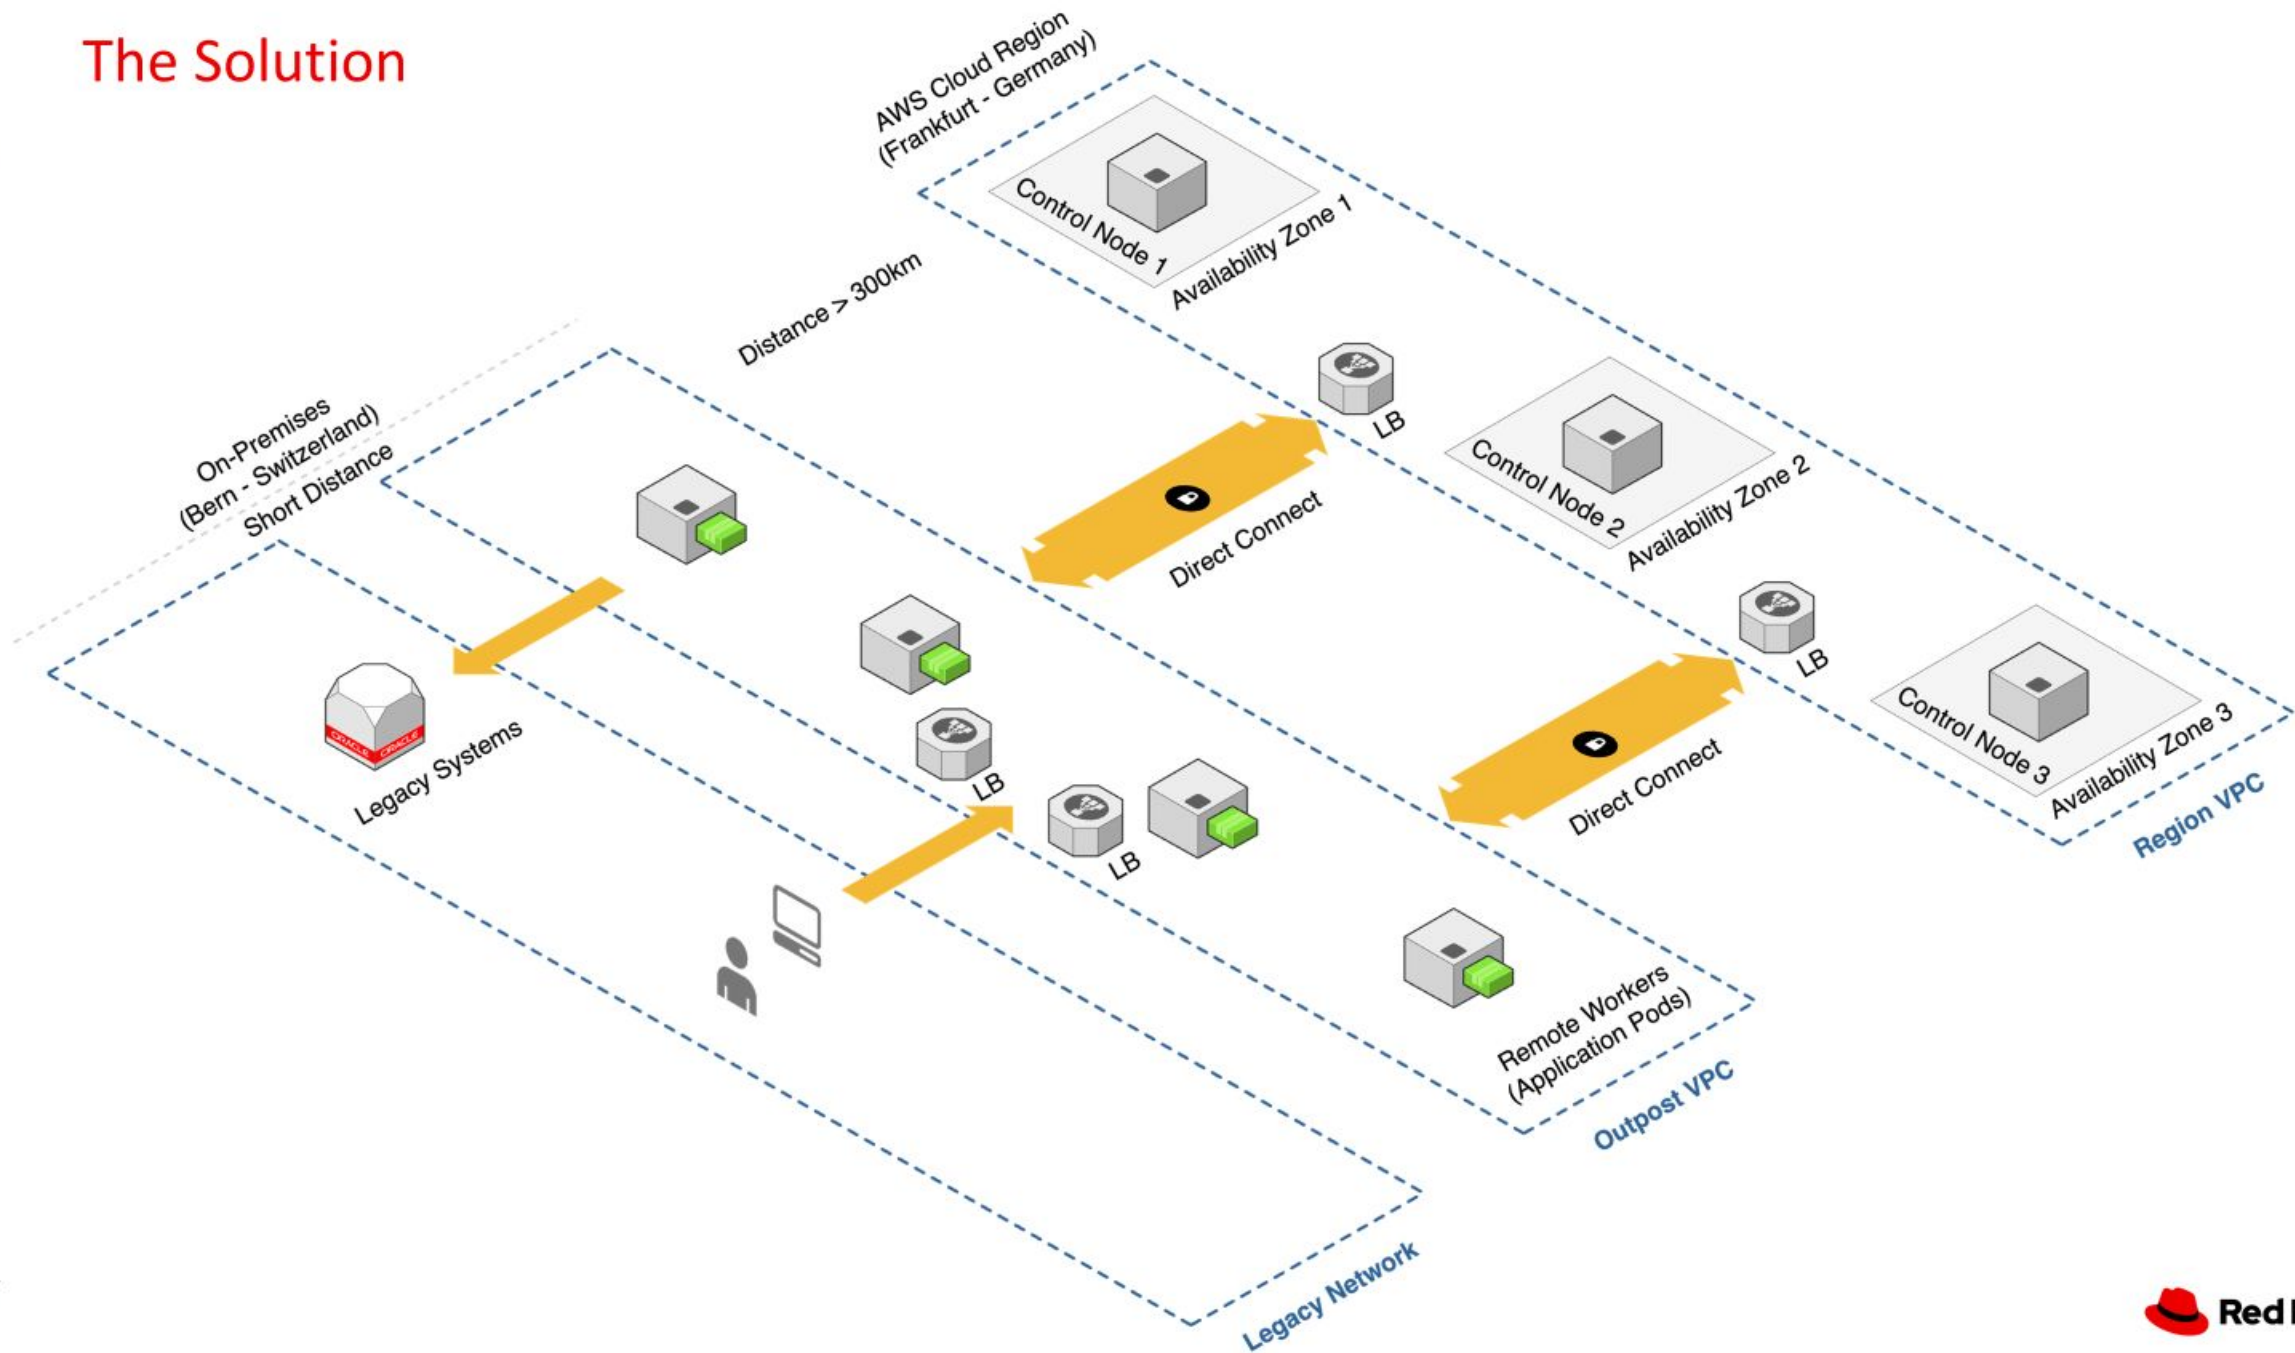 The Solution
AWS Cloud Region
(Frankfurt - Germany)
Control Node 1
Availability Zone 1
Distance > 300km
LB
Control Node 2
Availability Zone 2
On-Premises
(Bern - Switzerland)
Short Distance
Direct Connect
LB
Control Node 3
Availability Zone 3
Region VPC
ORACLE ORACLE
Legacy Systems
LB
Direct Connect
LB
Remote Workers
(Application Pods)
Outpost VPC
Legacy Network
Red